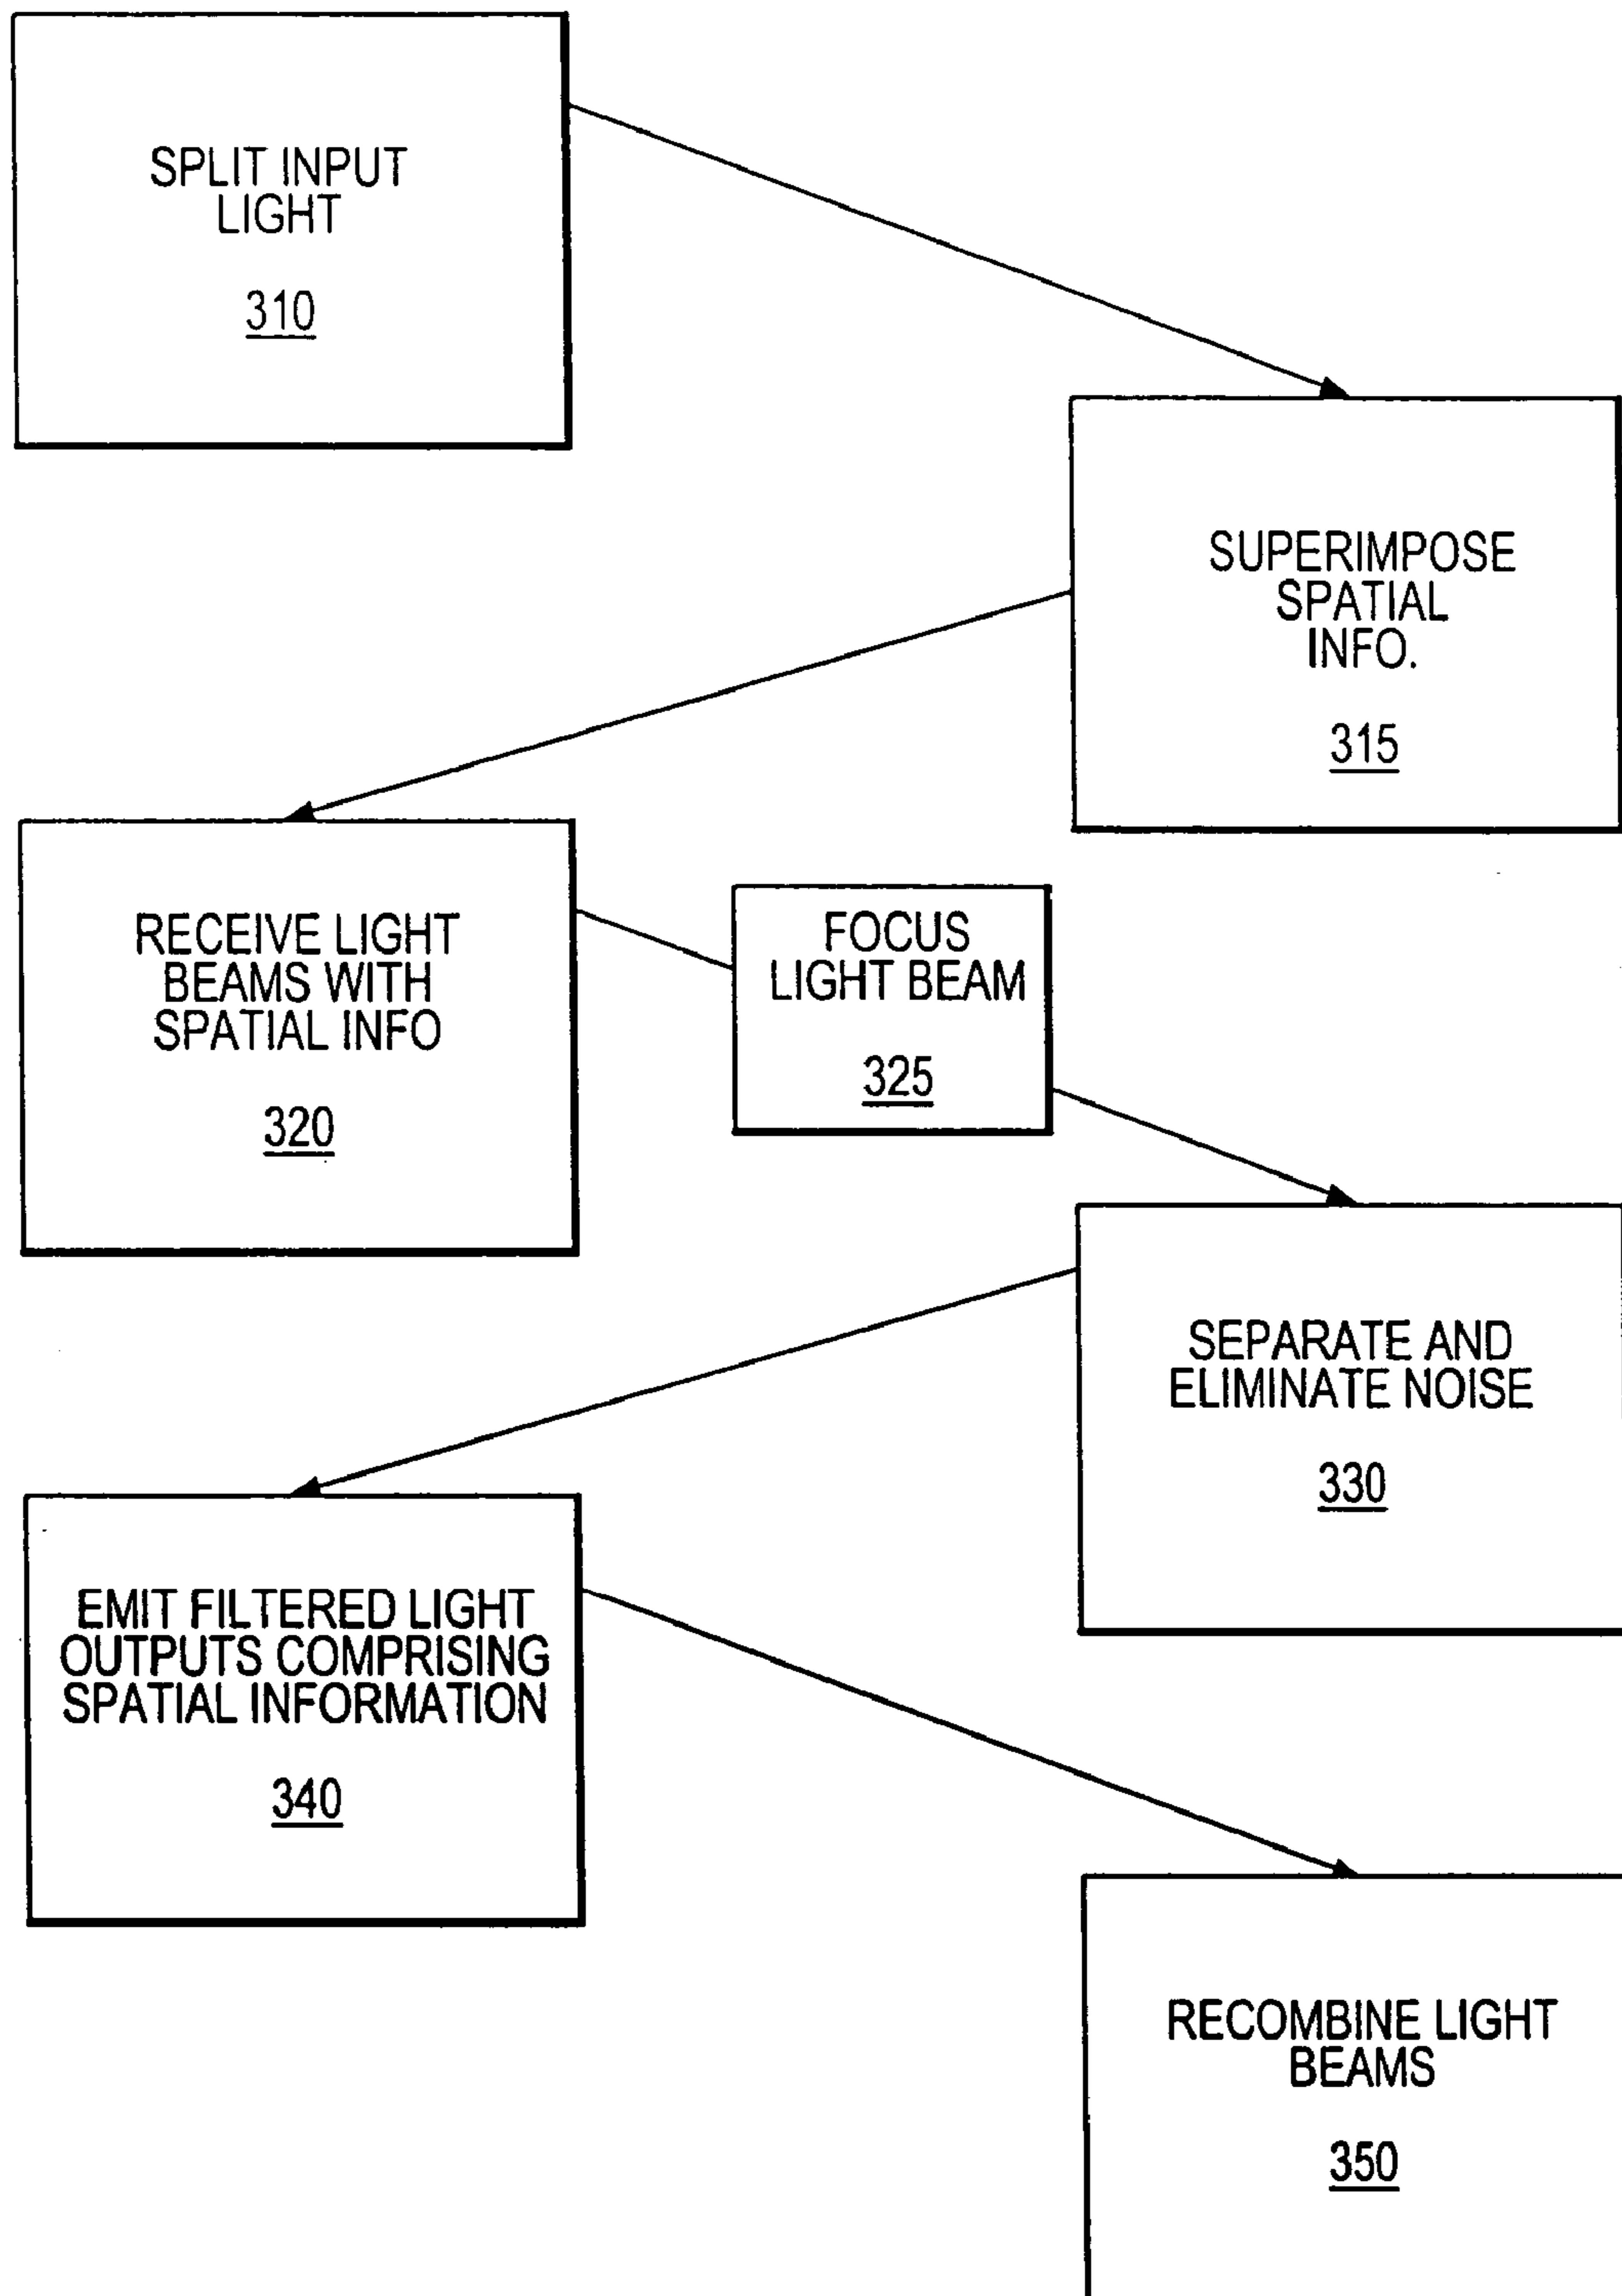 SPLIT INPUT
LIGHT
310
SUPERIMPOSE
SPATIAL
INFO.
315
RECEIVE LIGHT
BEAMS WITH
SPATIAL INFO
320
FOCUS
LIGHT BEAM
325
SEPARATE AND
ELIMINATE NOISE
330
EMIT FILTERED LIGHT
OUTPUTS COMPRISING
SPATIAL INFORMATION
340
RECOMBINE LIGHT
BEAMS
350